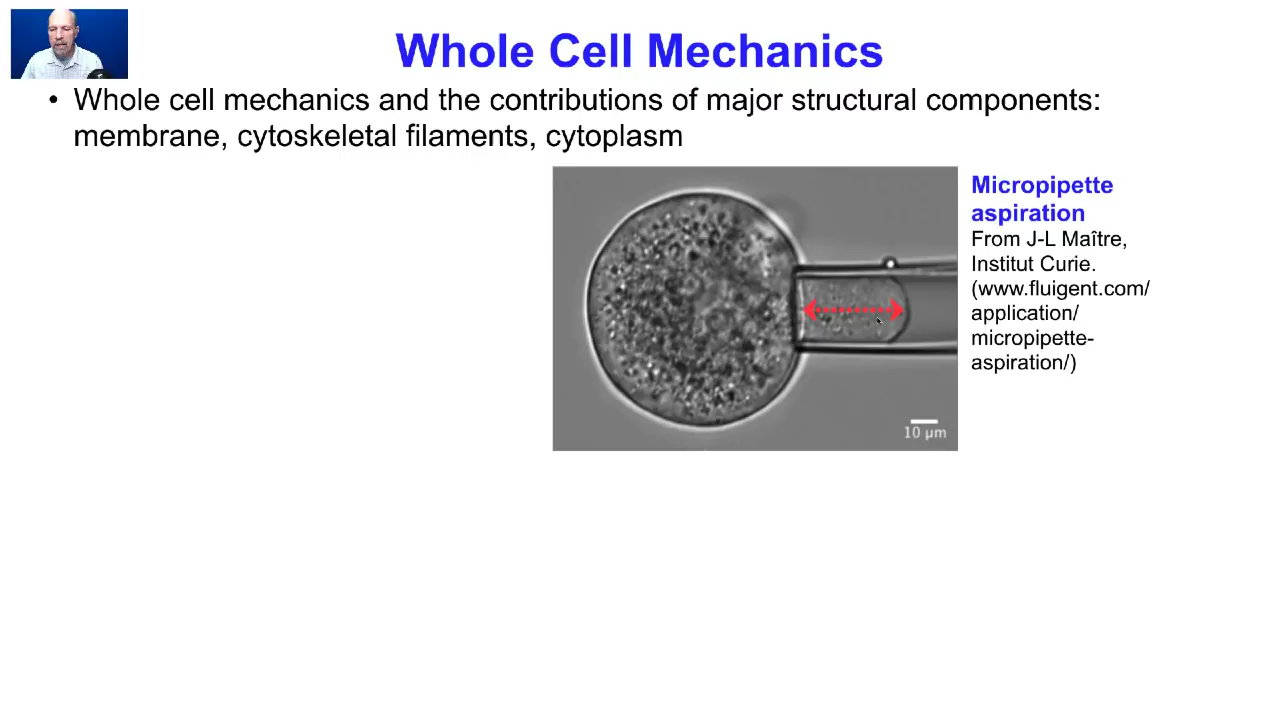 Whole Cell Mechanics
• Whole cell mechanics and the contributions of major structural components:
membrane, cytoskeletal filaments, cytoplasm
Micropipette
aspiration
From J-L Maître,
Institut Curie.
(www.fluigent.com/
application/
micropipette-
aspiration/)
10 µm